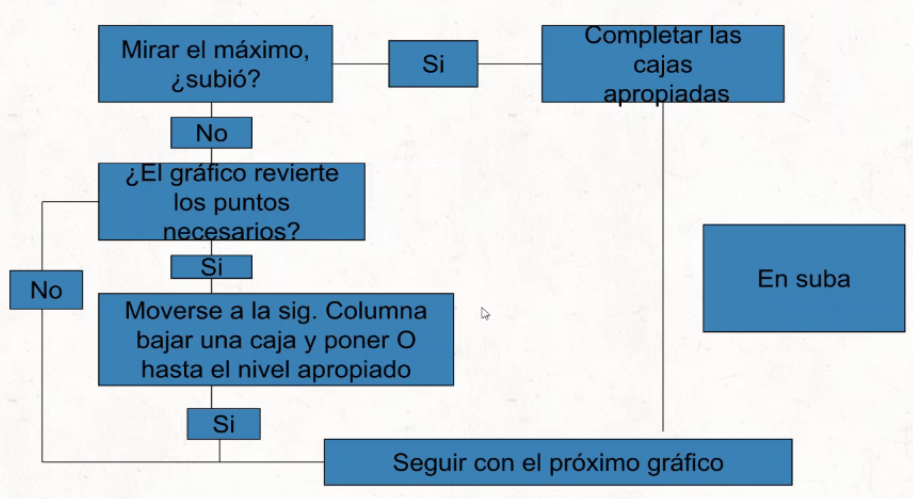 Mirar el máximo,
¿subió?
Si
Completar las
cajas
apropiadas
No
¿El gráfico revierte
los puntos
necesarios?
Si
No
Moverse a la sig. Columna
bajar una caja y poner O
hasta el nivel apropiado
En suba
Si
Seguir con el próximo gráfico